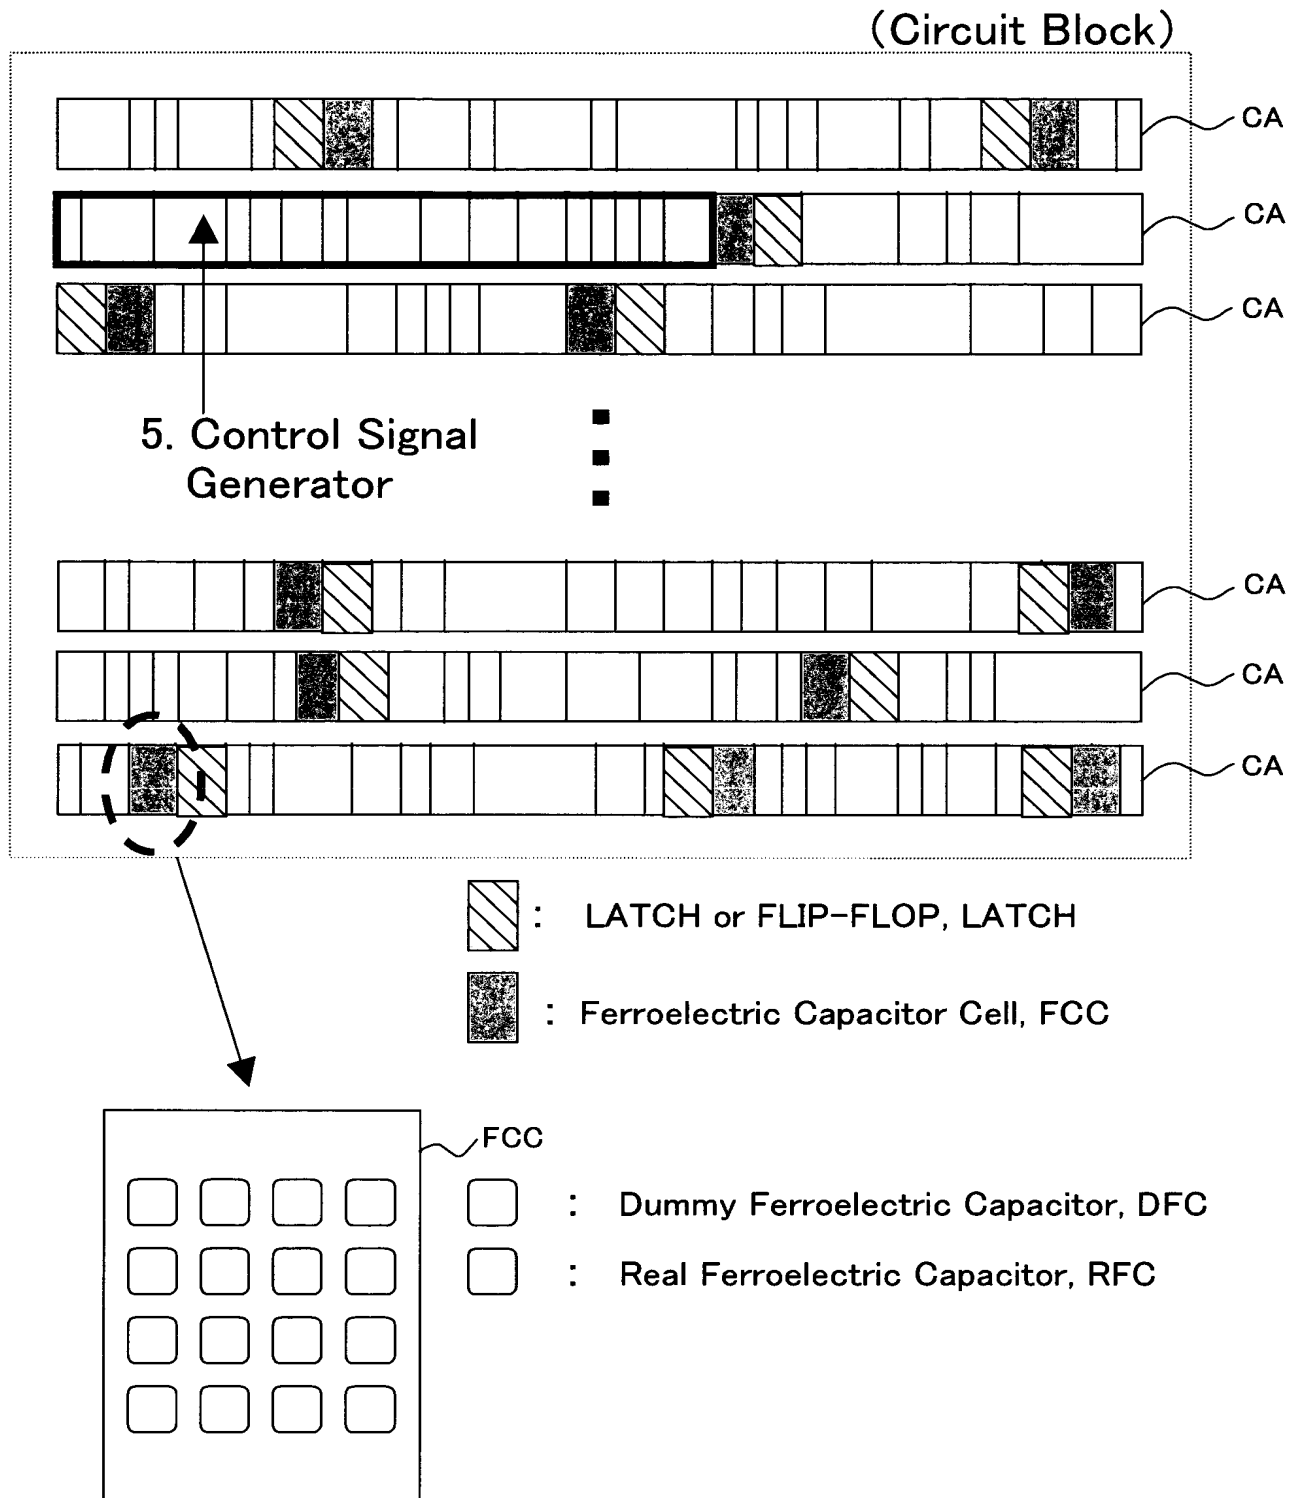 (Circuit Block)
CA
CA
CA
5. Control Signal
Generator
CA
CA
CA
: LATCH or FLIP-FLOP, LATCH
: Ferroelectric Capacitor Cell, FCC
FCC
: Dummy Ferroelectric Capacitor, DFC
: Real Ferroelectric Capacitor, RFC